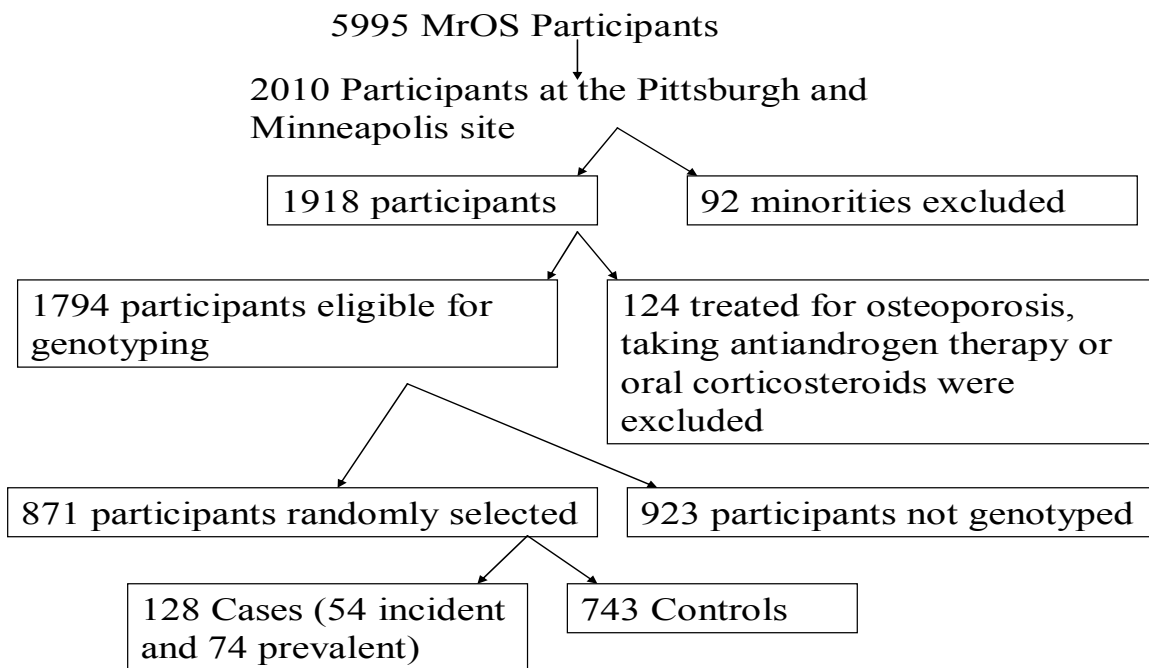 5995 MrOS Participants
2010 Participants at the Pittsburgh and
Minneapolis site
1918 participants
92 minorities excluded
1794 participants eligible for
genotyping
124 treated for osteoporosis,
taking antiandrogen therapy or
oral corticosteroids were
excluded
871 participants randomly selected
923 participants not genotyped
128 Cases (54 incident
and 74 prevalent)
743 Controls